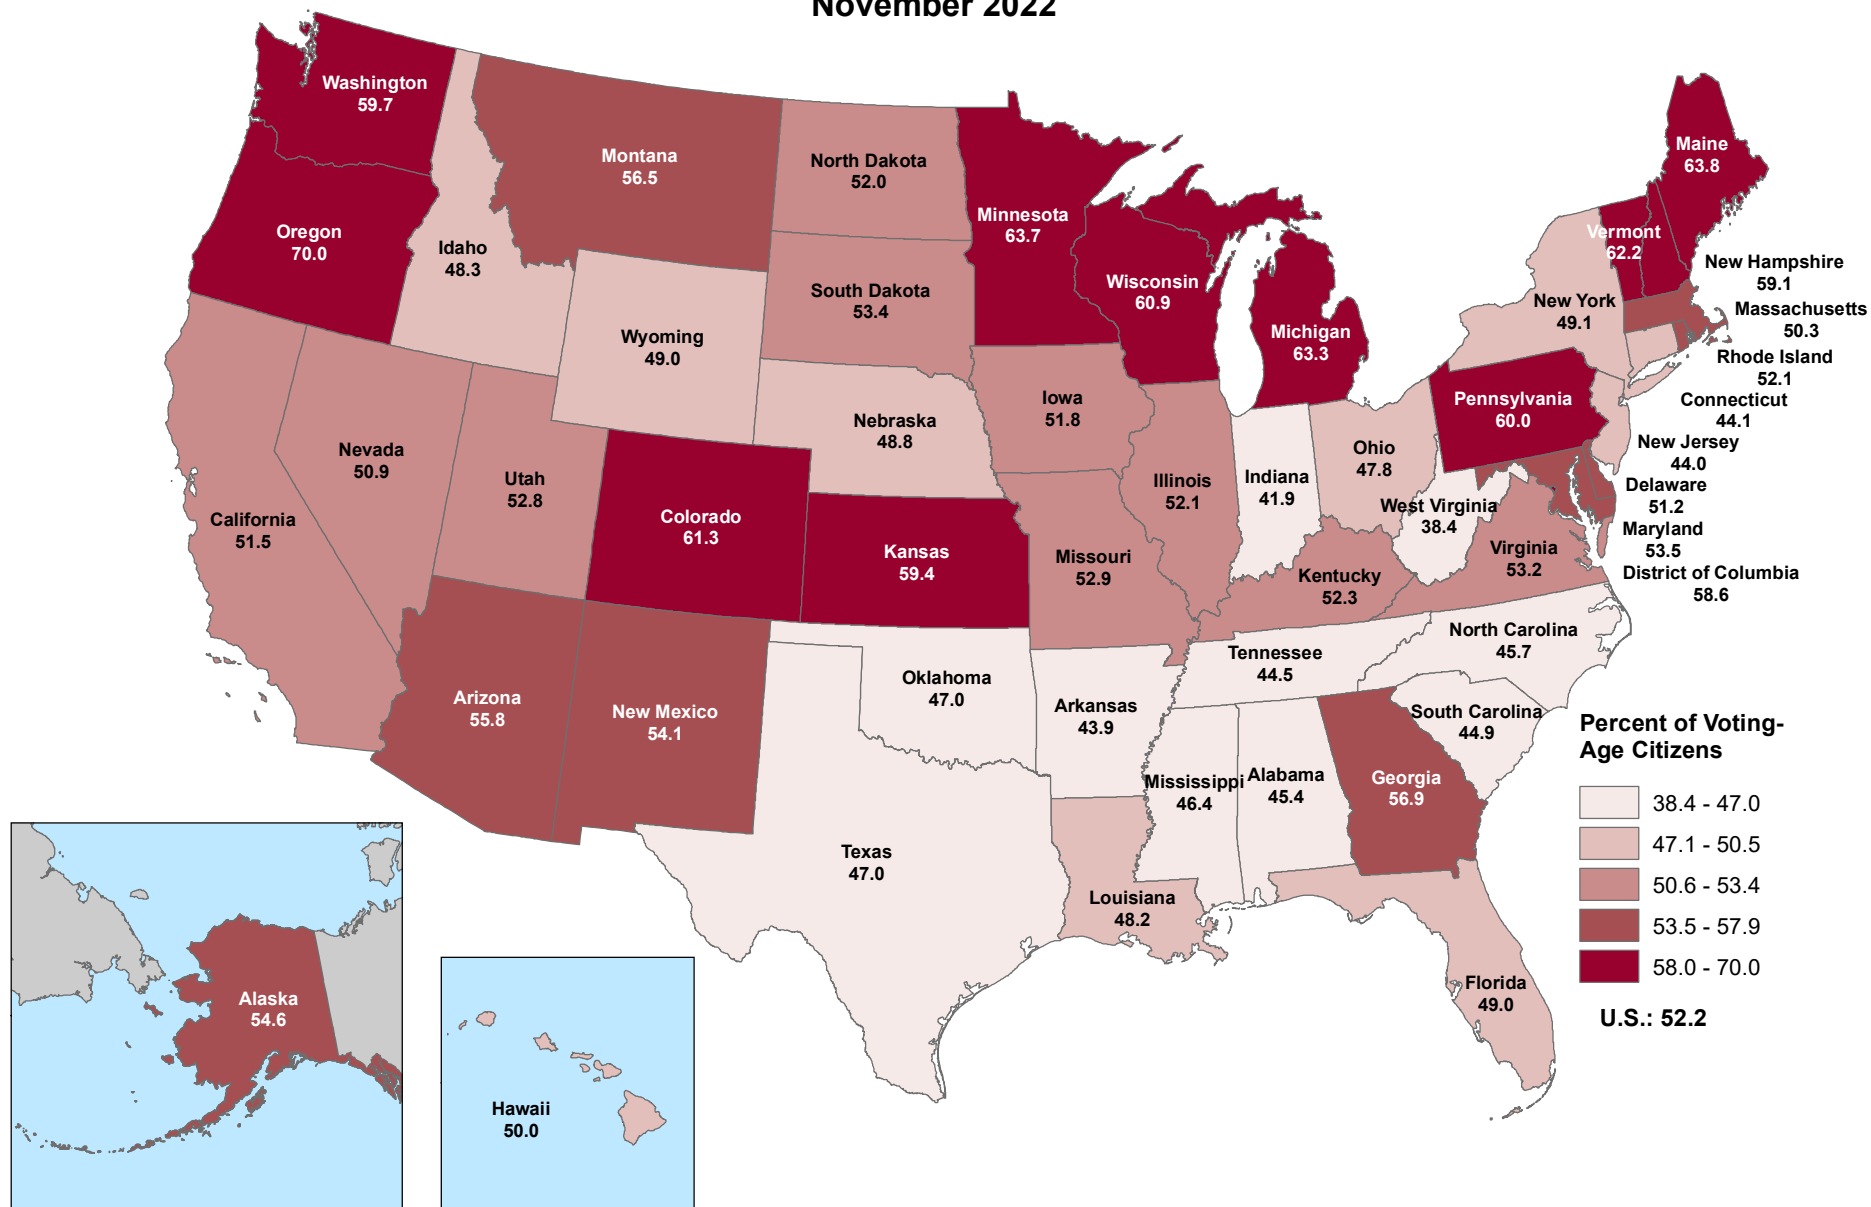 November 2022
Washington
59.7
Oregon
70.0
Idaho
48.3
Montana
56.5
North Dakota
52.0
Minnesota
63.7
Wisconsin
60.9
Michigan
63.3
Maine
63.8
Vermont
62.2
New Hampshire
59.1
Massachusetts
50.3
Rhode Island
52.1
Connecticut
44.1
New Jersey
44.0
Delaware
51.2
Maryland
53.5
District of Columbia
58.6
New York
49.1
Pennsylvania
60.0
South Dakota
53.4
Wyoming
49.0
Nebraska
48.8
Iowa
51.8
Illinois
52.1
Indiana
41.9
Ohio
47.8
West Virginia
38.4
Virginia
53.2
Kentucky
52.3
California
51.5
Nevada
50.9
Utah
52.8
Colorado
61.3
Kansas
59.4
Missouri
52.9
Tennessee
44.5
North Carolina
45.7
South Carolina
44.9
Arizona
55.8
New Mexico
54.1
Oklahoma
47.0
Arkansas
43.9
Mississippi
46.4
Alabama
45.4
Georgia
56.9
Texas
47.0
Louisiana
48.2
Florida
49.0
Alaska
54.6
Hawaii
50.0
Percent of Voting-
Age Citizens
38.4 - 47.0
47.1 - 50.5
50.6 - 53.4
53.5 - 57.9
58.0 - 70.0
U.S.: 52.2